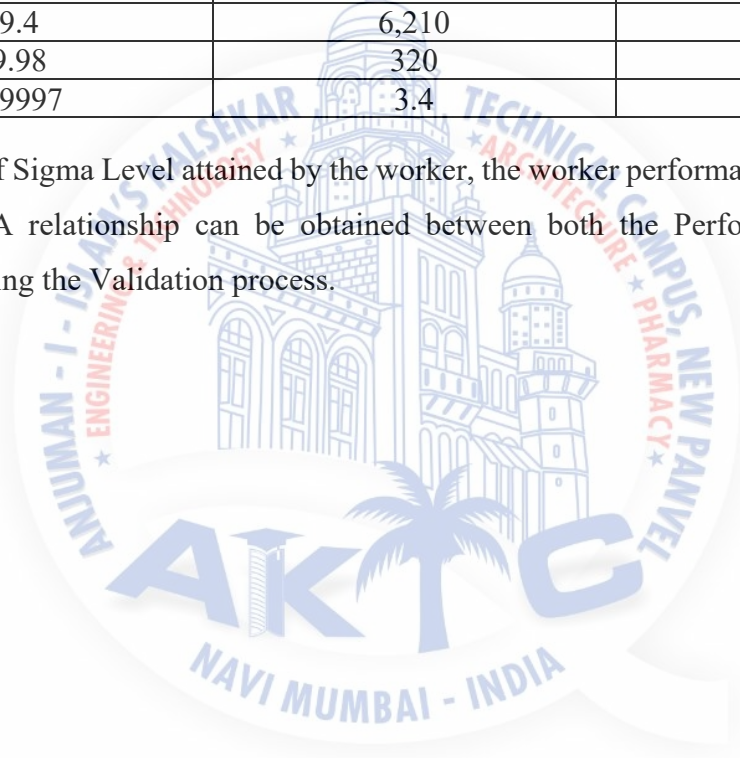 9.4 6,210
9.98 320
9997 3.4
f Sigma Level attained by the worker, the worker performa
A relationship can be obtained between both the Perfo
ng the Validation process.
ANJUMAN - I - ISLAM'S KALSEKAR TECHNICAL CAMPUS, NEW PANVEL
★ ENGINEERING & TECHNOLOGY ★ ★ ARCHITECTURE ★ PHARMACY ★
AKTC
NAVI MUMBAI - INDIA